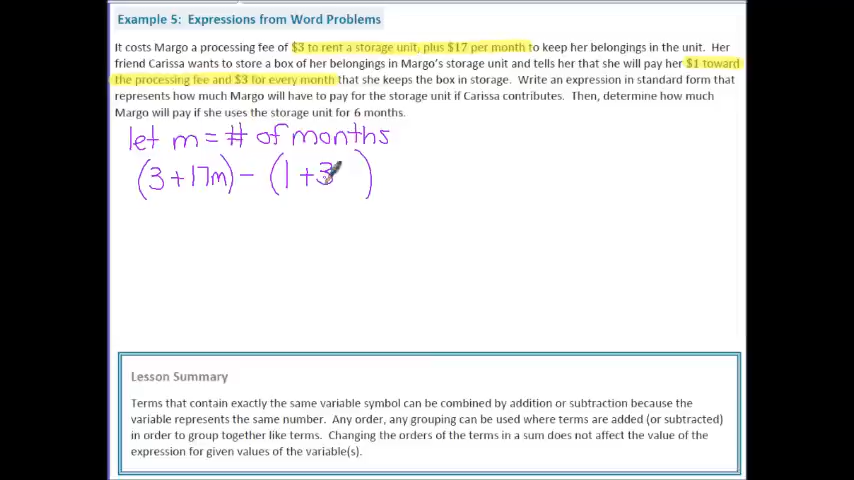 Example 5: Expressions from Word Problems
It costs Margo a processing fee of $3 to rent a storage unit, plus $17 per month to keep her belongings in the unit. Her
friend Carissa wants to store a box of her belongings in Margo's storage unit and tells her that she will pay her $1 toward
the processing fee and $3 for every month that she keeps the box in storage. Write an expression in standard form that
represents how much Margo will have to pay for the storage unit if Carissa contributes. Then, determine how much
Margo will pay if she uses the storage unit for 6 months.
let m = # of months
(3 + 17m) - (1 + 3 )
Lesson Summary
Terms that contain exactly the same variable symbol can be combined by addition or subtraction because the
variable represents the same number. Any order, any grouping can be used where terms are added (or subtracted)
in order to group together like terms. Changing the orders of the terms in a sum does not affect the value of the
expression for given values of the variable(s).